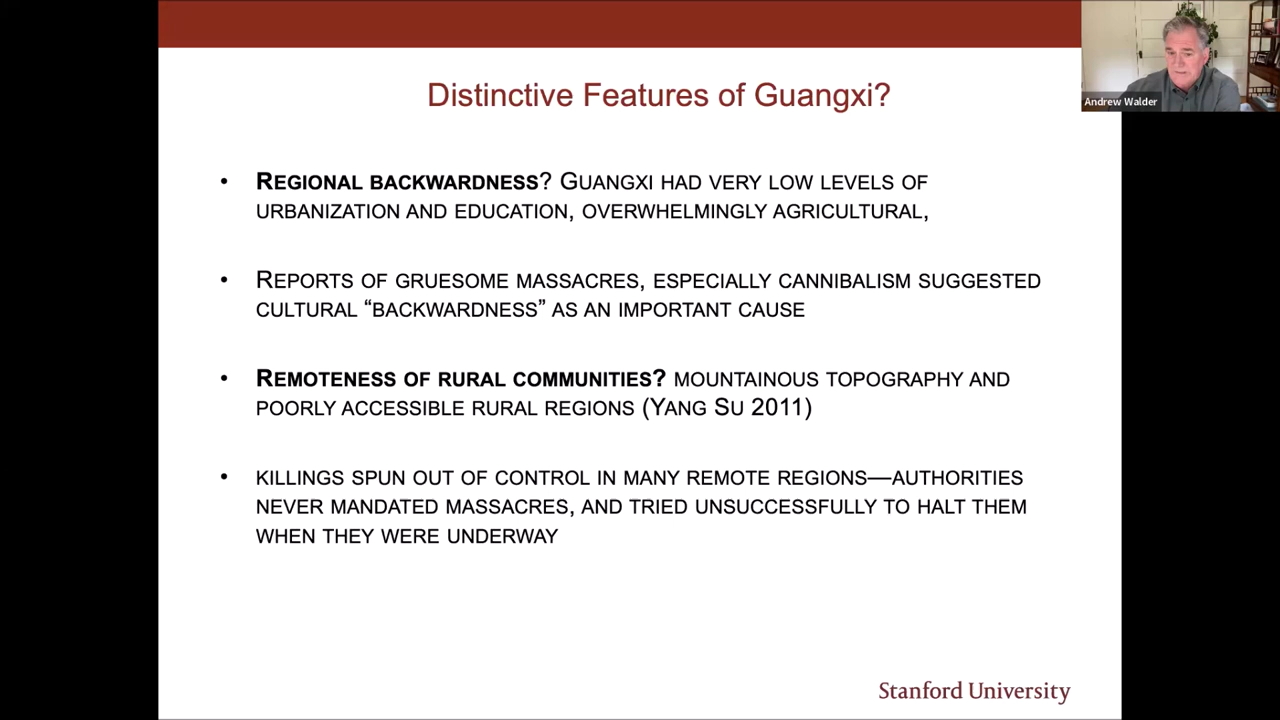 Distinctive Features of Guangxi?
Andrew Walder
• REGIONAL BACKWARDNESS? GUANGXI HAD VERY LOW LEVELS OF
URBANIZATION AND EDUCATION, OVERWHELMINGLY AGRICULTURAL,
• REPORTS OF GRUESOME MASSACRES, ESPECIALLY CANNIBALISM SUGGESTED
CULTURAL “BACKWARDNESS” AS AN IMPORTANT CAUSE
• REMOTENESS OF RURAL COMMUNITIES? MOUNTAINOUS TOPOGRAPHY AND
POORLY ACCESSIBLE RURAL REGIONS (YANG SU 2011)
• KILLINGS SPUN OUT OF CONTROL IN MANY REMOTE REGIONS—AUTHORITIES
NEVER MANDATED MASSACRES, AND TRIED UNSUCCESSFULLY TO HALT THEM
WHEN THEY WERE UNDERWAY
Stanford University